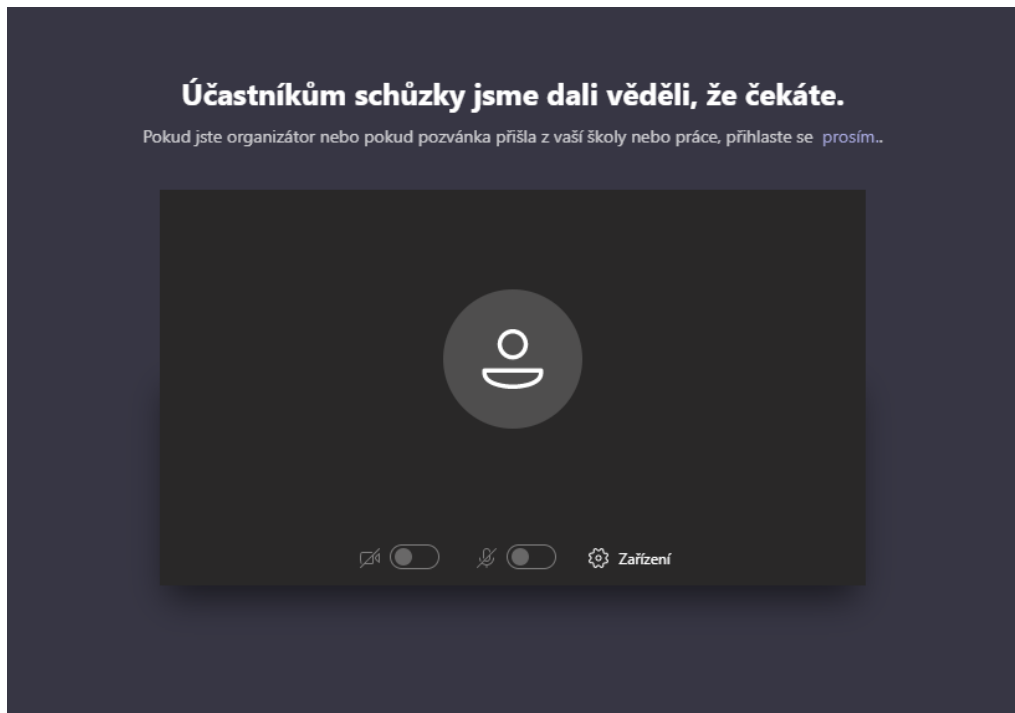 Účastníkům schůzky jsme dali věděli, že čekáte.
Pokud jste organizátor nebo pokud pozvánka přišla z vaší školy nebo práce, přihlaste se prosím..
Zařízení